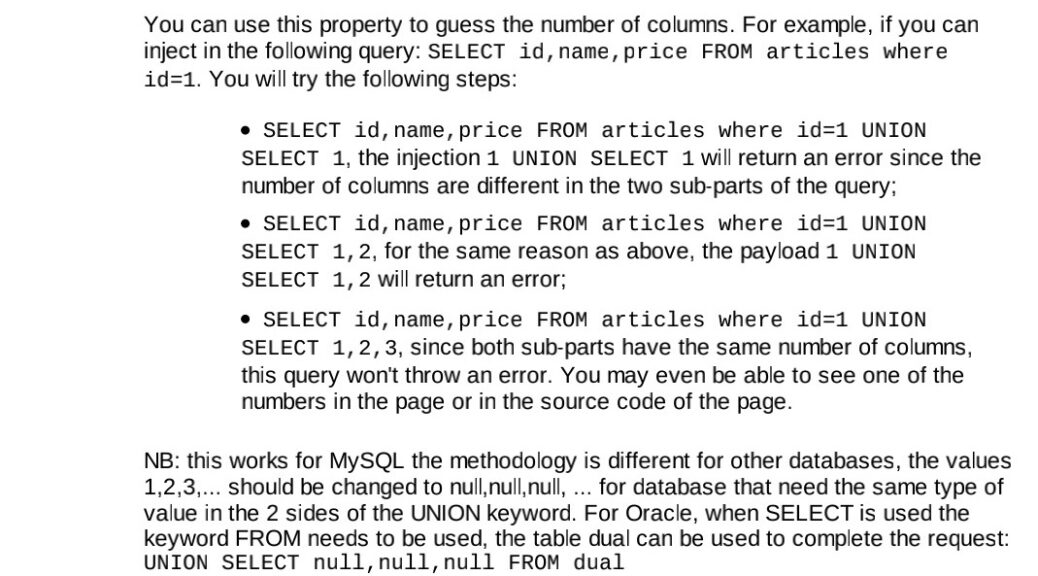 You can use this property to guess the number of columns. For example, if you can
inject in the following query: SELECT id,name,price FROM articles where
id=1. You will try the following steps:
• SELECT id,name,price FROM articles where id=1 UNION
SELECT 1, the injection 1 UNION SELECT 1 will return an error since the
number of columns are different in the two sub-parts of the query;
• SELECT id,name,price FROM articles where id=1 UNION
SELECT 1,2, for the same reason as above, the payload 1 UNION
SELECT 1,2 will return an error;
• SELECT id,name,price FROM articles where id=1 UNION
SELECT 1,2,3, since both sub-parts have the same number of columns,
this query won't throw an error. You may even be able to see one of the
numbers in the page or in the source code of the page.
NB: this works for MySQL the methodology is different for other databases, the values
1,2,3,... should be changed to null,null,null, ... for database that need the same type of
value in the 2 sides of the UNION keyword. For Oracle, when SELECT is used the
keyword FROM needs to be used, the table dual can be used to complete the request:
UNION SELECT null,null,null FROM dual